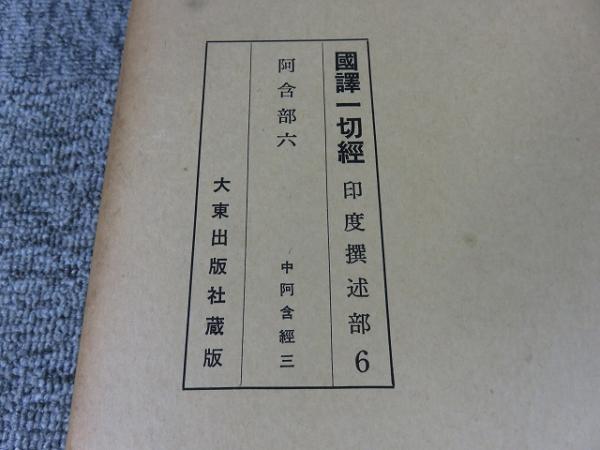 國譯一切經 印度撰述部 6
阿含部六 中阿含經三
大東出版社蔵版